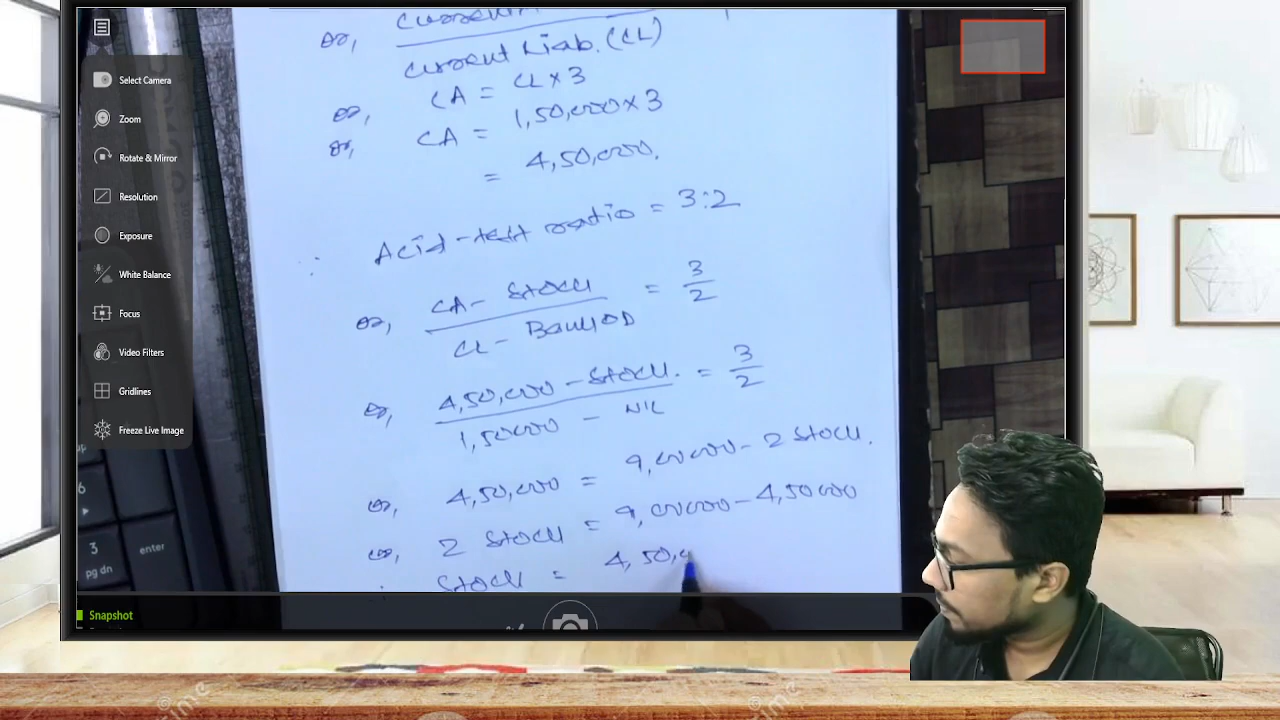 Select Camera
Zoom
Rotate & Mirror
Resolution
Exposure
White Balance
Focus
Video Filters
Gridlines
Freeze Live Image
Snapshot
or,
Current Liab. (CL)
or, CA = CL x 3
or, CA = 1,50,000 x 3
= 4,50,000.
∴ Acid-test ratio = 3:2
or, CA - Stock / CL - Bank OD = 3/2
or, 4,50,000 - Stock. / 1,50000 - NIL = 3/2
or, 4,50,000 = 9,00000 - 2 Stock.
or, 2 Stock = 9,00000 - 4,50000
Stock = 4,50,
6
3
pg dn
enter